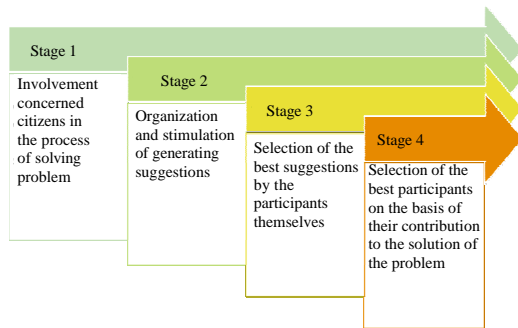 Stage 1
Involvement
concerned
citizens in
the process
of solving
problem
Stage 2
Organization
and stimulation
of generating
suggestions
Stage 3
Selection of the
best suggestions
by the
participants
themselves
Stage 4
Selection of the
best participants
on the basis of
their contribution
to the solution of
the problem